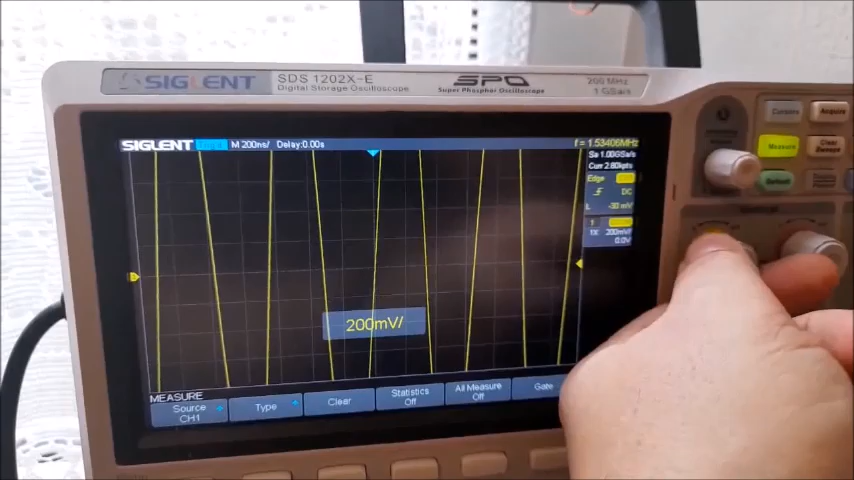 SIGLENT
SDS 1202X-E
DIGITAL STORAGE OSCILLOSCOPE
SPO
SUPER PHOSPHOR OSCILLOSCOPE
200 MHz
1 GSa/s
SIGLENT M 200ns/ Delay:0.00s f = 1.53406MHz
Sa 1.00GSa/s
Curr 2.80kpts
Edge
DC
L -30 mV
1
1X 200mV/
0.0V
200mV/
MEASURE
Source
CH1
Type
Clear
Statistics
Off
All Measure
Off
Gate
Cursors
Acquire
Measure
Clear
Sweeps
Default